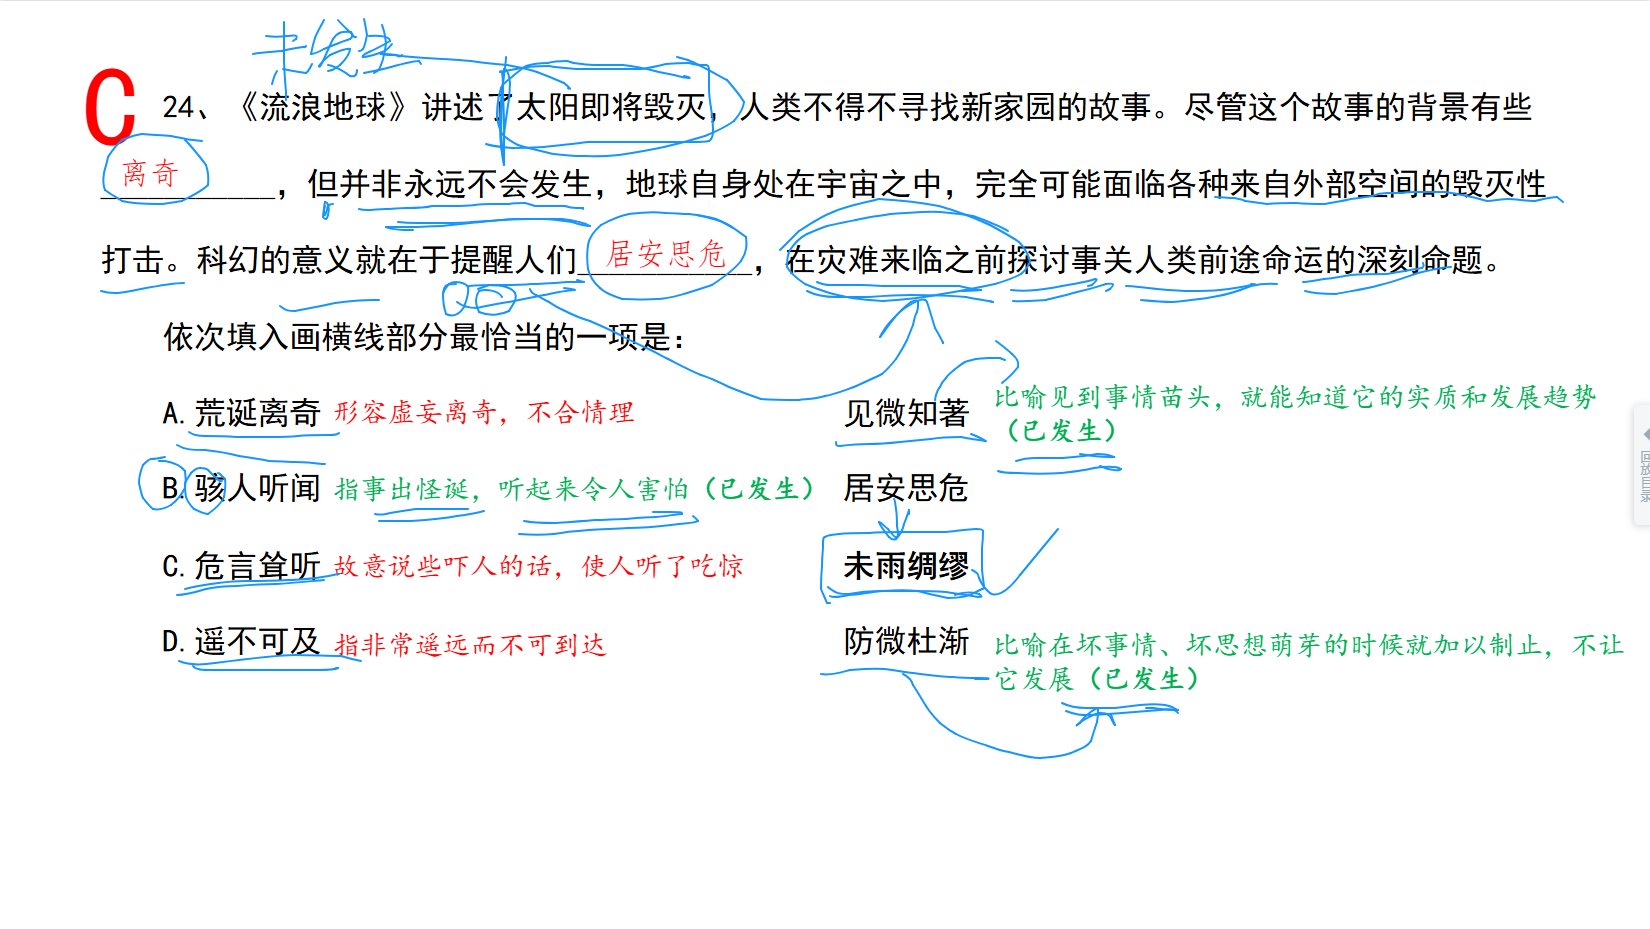 未发生
C
24、《流浪地球》讲述了太阳即将毁灭，人类不得不寻找新家园的故事。尽管这个故事的背景有些
离奇，但并非永远不会发生，地球自身处在宇宙之中，完全可能面临各种来自外部空间的毁灭性
打击。科幻的意义就在于提醒人们居安思危，在灾难来临之前探讨事关人类前途命运的深刻命题。
依次填入画横线部分最恰当的一项是：
A.荒诞离奇 形容虚妄离奇，不合情理 见微知著 比喻见到事情苗头，就能知道它的实质和发展趋势
（已发生）
B.骇人听闻 指事出怪诞，听起来令人害怕（已发生） 居安思危
C.危言耸听 故意说些吓人的话，使人听了吃惊 未雨绸缪
D.遥不可及 指非常遥远而不可到达 防微杜渐 比喻在坏事情、坏思想萌芽的时候就加以制止，不让
它发展（已发生）
回放目录